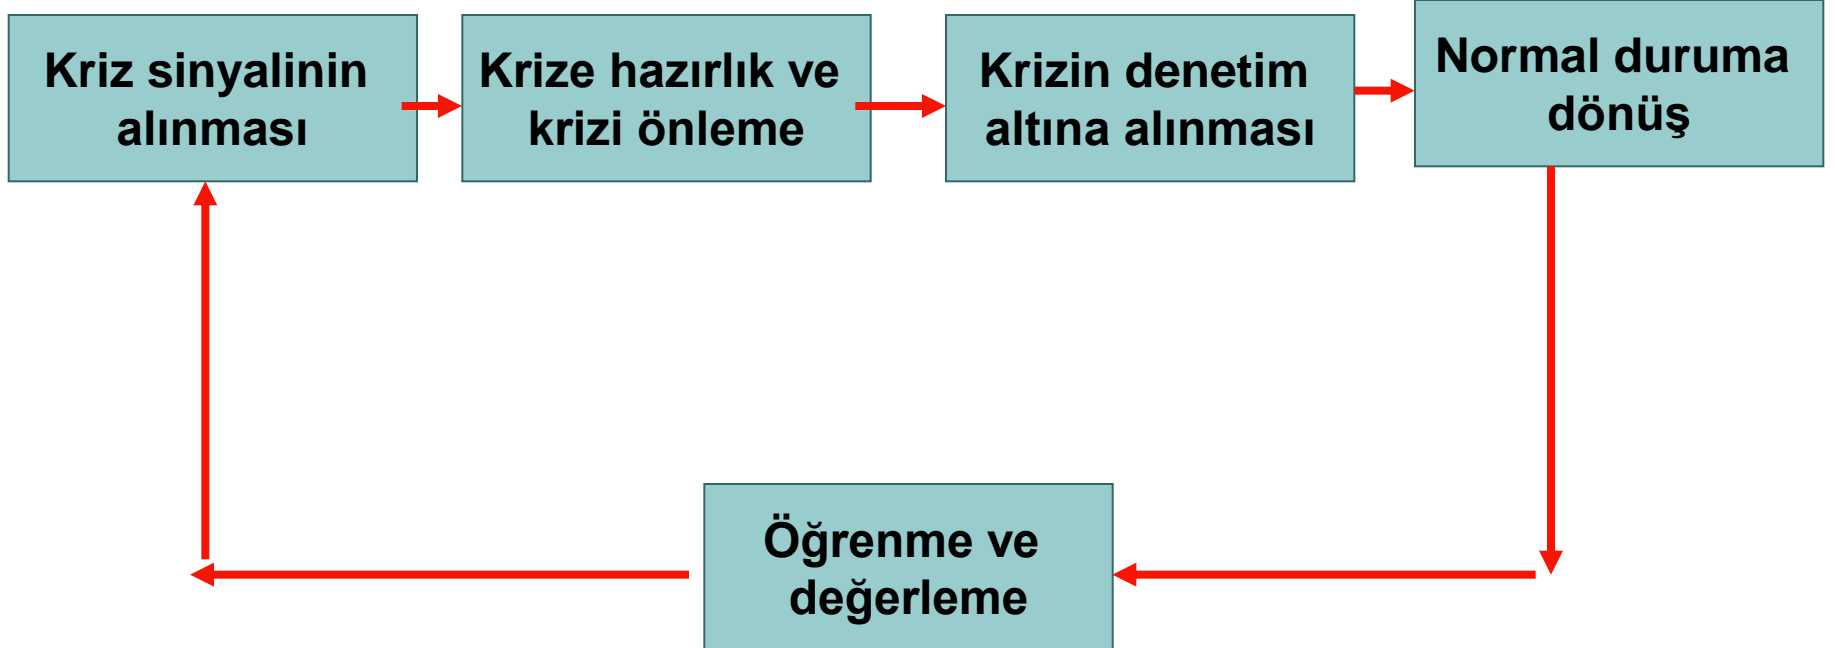 Kriz sinyalinin
alınması
Krize hazırlık ve
krizi önleme
Krizin denetim
altına alınması
Normal duruma
dönüş
Öğrenme ve
değerleme